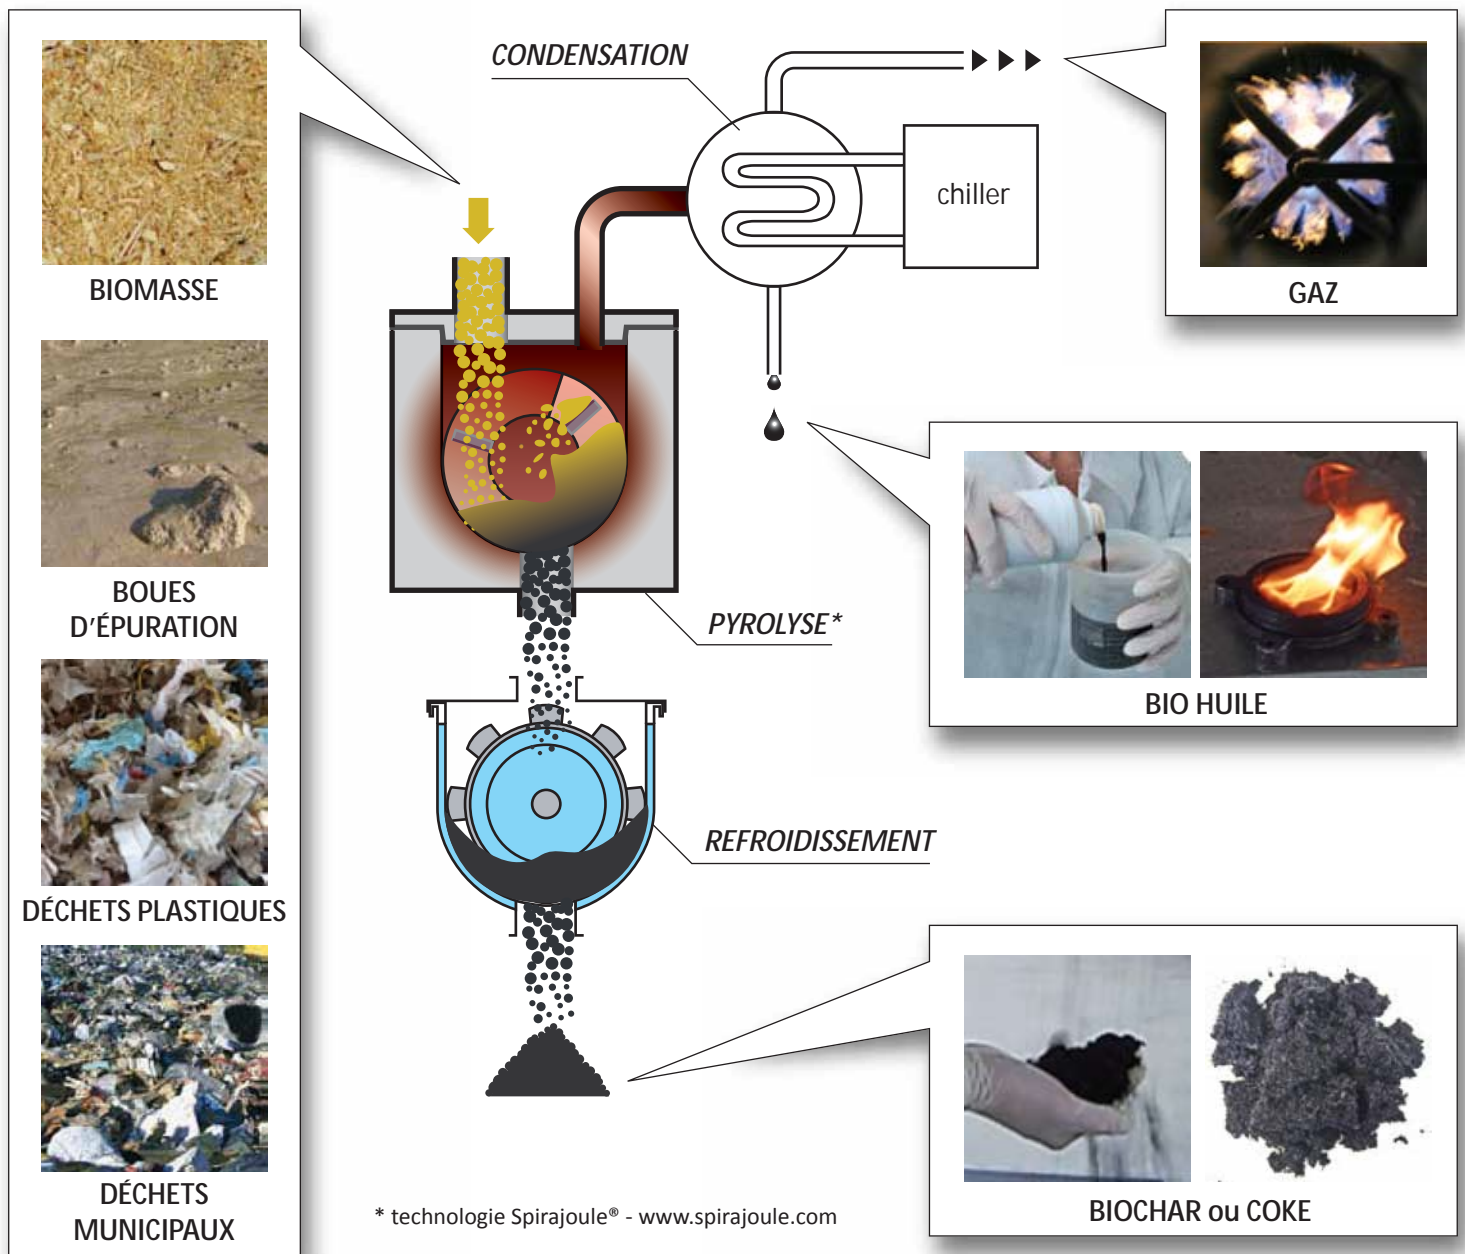 BIOMASSE
BOUES
D'ÉPURATION
DÉCHETS PLASTIQUES
DÉCHETS
MUNICIPAUX
CONDENSATION
chiller
PYROLYSE*
REFROIDISSEMENT
GAZ
BIO HUILE
BIOCHAR ou COKE
* technologie Spirajoule® - www.spirajoule.com